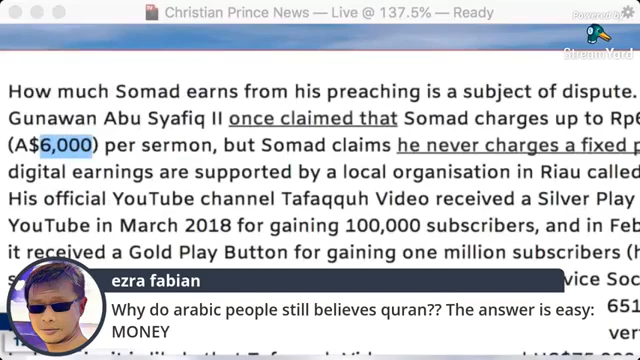 Christian Prince News — Live @ 137.5% — Ready
Powered by
StreamYard
How much Somad earns from his preaching is a subject of dispute.
Gunawan Abu Syafiq II once claimed that Somad charges up to
(A$6,000) per sermon, but Somad claims he never charges a fixed
digital earnings are supported by a local organisation in Riau called
His official YouTube channel Tafaqquh Video received a Silver Play
YouTube in March 2018 for gaining 100,000 subscribers, and in Feb
it received a Gold Play Button for gaining one million subscribers
ezra fabian
Why do arabic people still believes quran?? The answer is easy:
MONEY